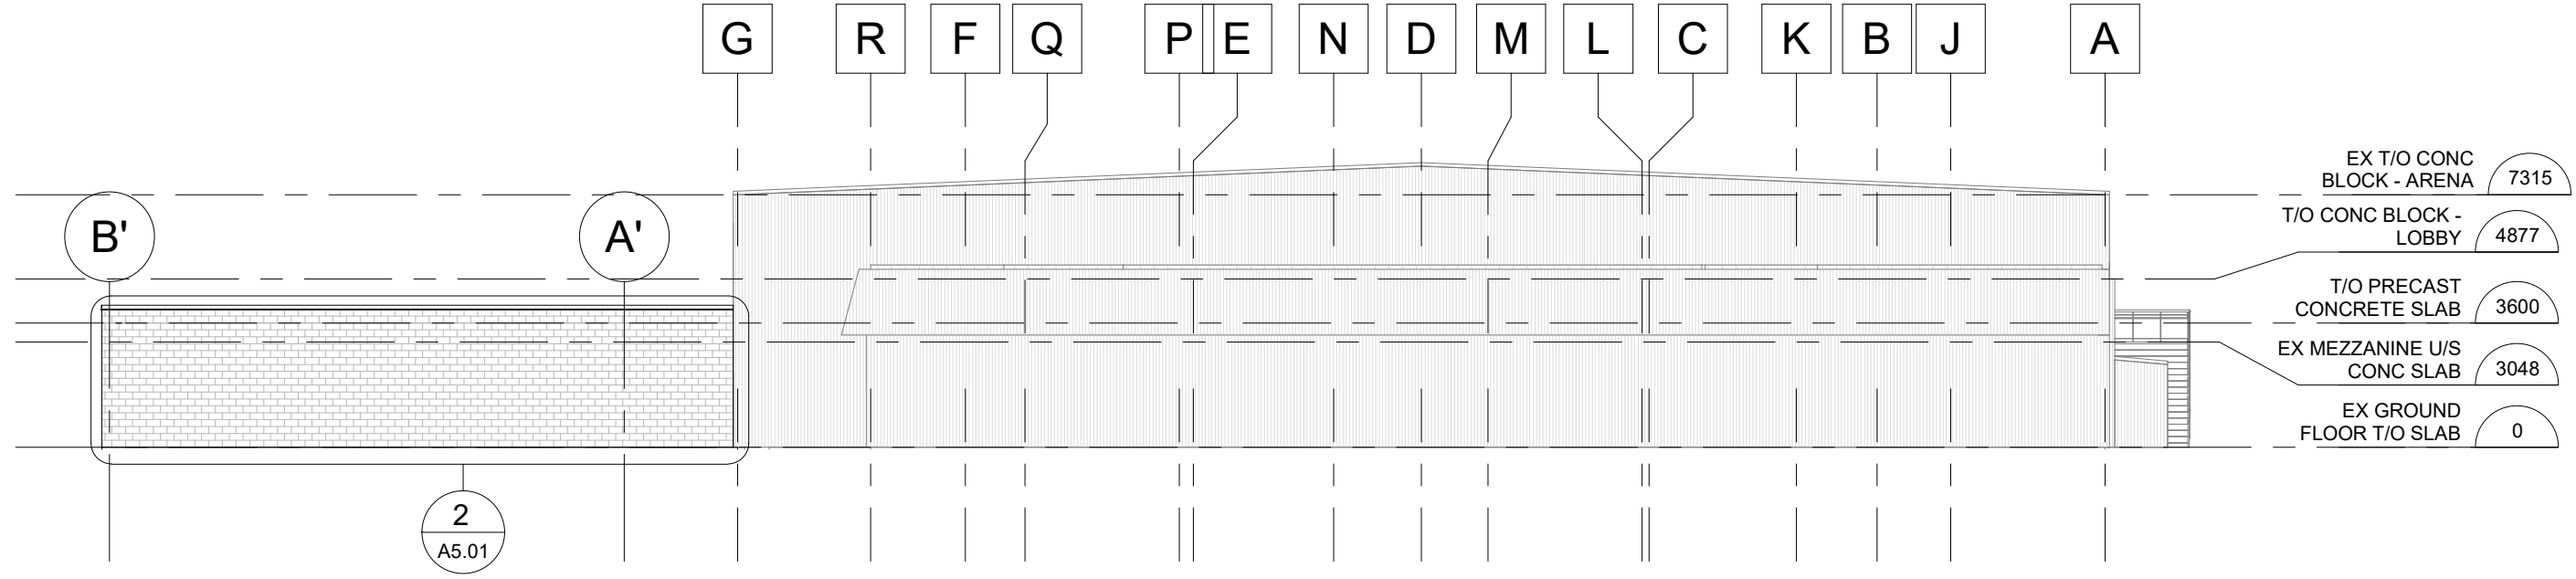 G R F Q P E N D M L C K B J A
EX T/O CONC
BLOCK - ARENA 7315
T/O CONC BLOCK -
LOBBY 4877
B' A'
T/O PRECAST
CONCRETE SLAB 3600
EX MEZZANINE U/S
CONC SLAB 3048
EX GROUND
FLOOR T/O SLAB 0
2
A5.01